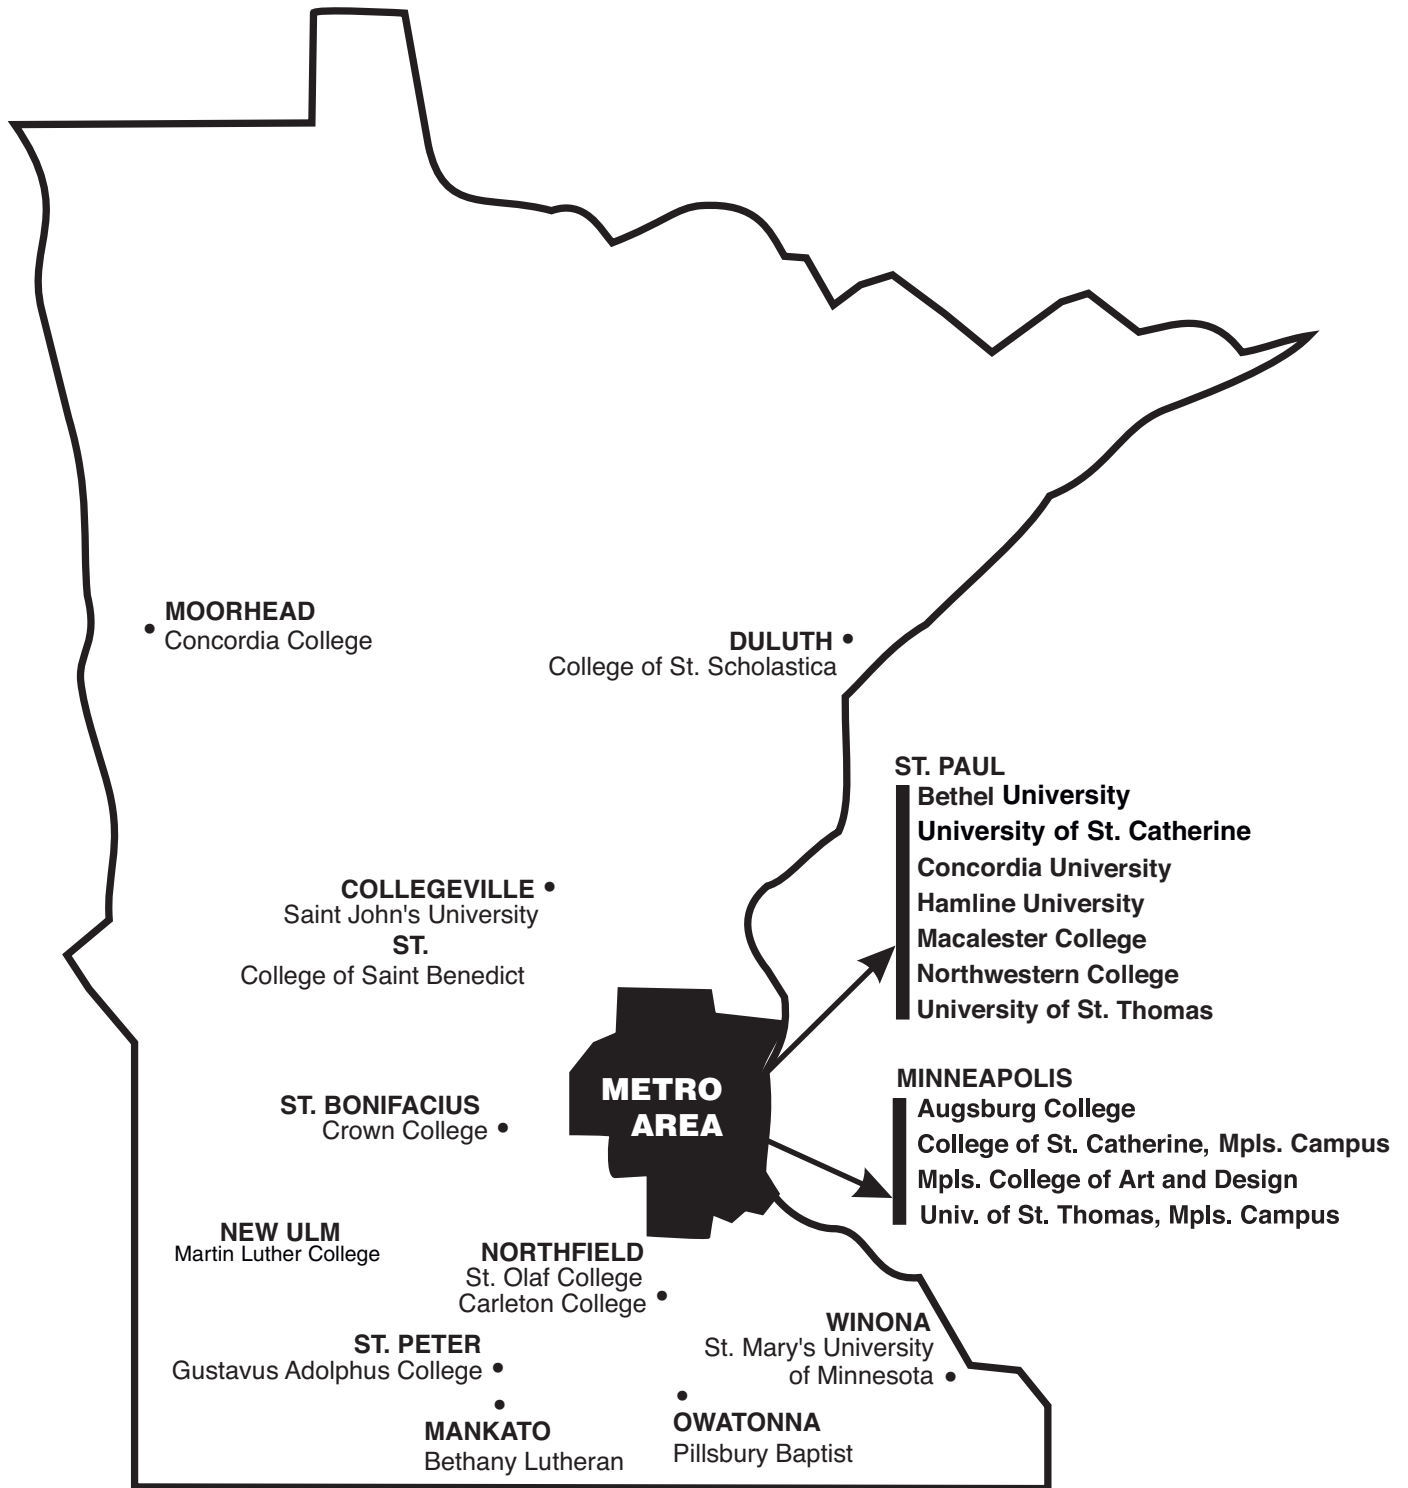 MOORHEAD
Concordia College
DULUTH
College of St. Scholastica
ST. PAUL
Bethel University
University of St. Catherine
Concordia University
Hamline University
Macalester College
Northwestern College
University of St. Thomas
COLLEGEVILLE
Saint John's University
ST.
College of Saint Benedict
METRO
AREA
MINNEAPOLIS
Augsburg College
College of St. Catherine, Mpls. Campus
Mpls. College of Art and Design
Univ. of St. Thomas, Mpls. Campus
ST. BONIFACIUS
Crown College
NEW ULM
Martin Luther College
NORTHFIELD
St. Olaf College
Carleton College
WINONA
St. Mary's University
of Minnesota
ST. PETER
Gustavus Adolphus College
MANKATO
Bethany Lutheran
OWATONNA
Pillsbury Baptist